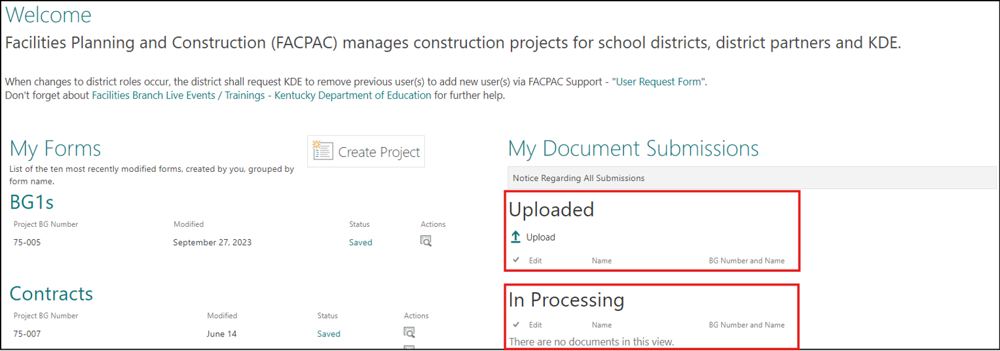 Welcome
Facilities Planning and Construction (FACPAC) manages construction projects for school districts, district partners and KDE.
When changes to district roles occur, the district shall request KDE to remove previous user(s) to add new user(s) via FACPAC Support - "User Request Form".
Don't forget about Facilities Branch Live Events / Trainings - Kentucky Department of Education for further help.
My Forms
Create Project
List of the ten most recently modified forms, created by you, grouped by
form name.
BG1s
Project BG Number Modified Status Actions
75-005 September 27, 2023 Saved
Contracts
Project BG Number Modified Status Actions
75-007 June 14 Saved
My Document Submissions
Notice Regarding All Submissions
Uploaded
Upload
Edit Name BG Number and Name
In Processing
Edit Name BG Number and Name
There are no documents in this view.